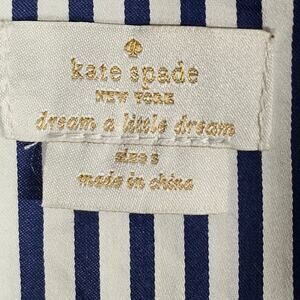 kate spade
NEW YORK
dream a little dream
size s
made in china